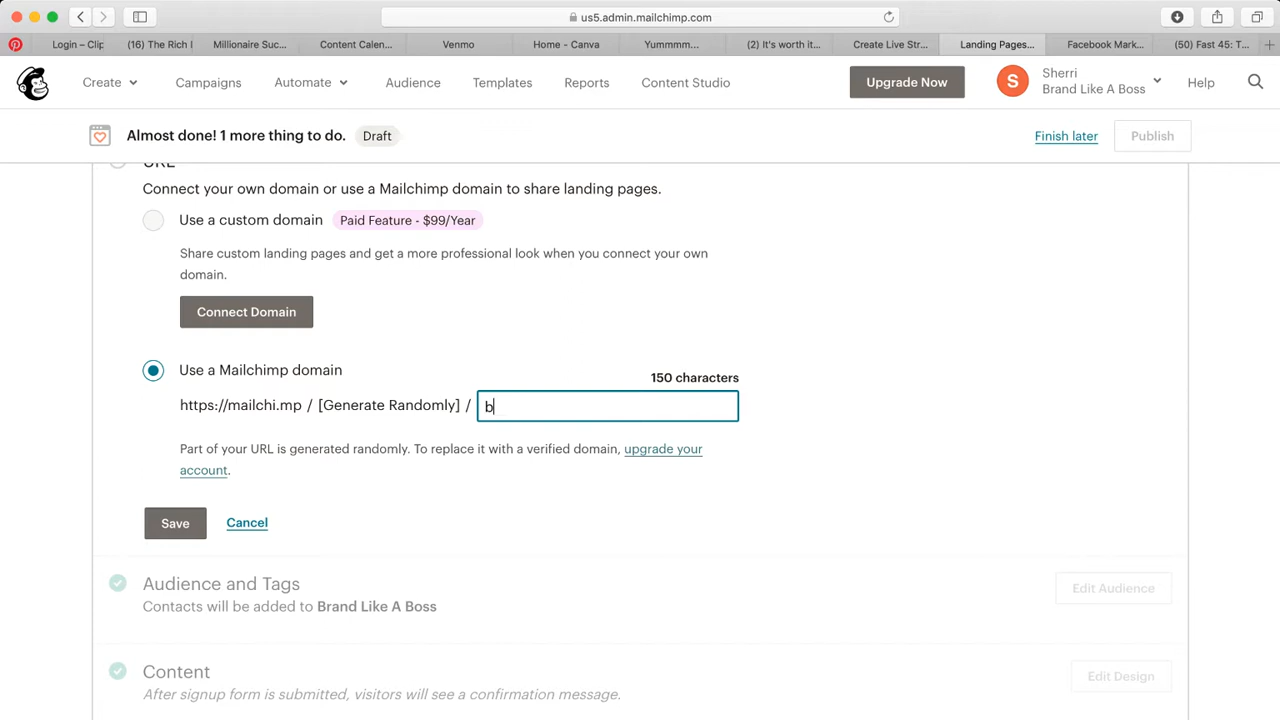 us5.admin.mailchimp.com
Login – Clip
(16) The Rich I
Millionaire Suc...
Content Calen...
Venmo
Home - Canva
Yummmm...
(2) It's worth it...
Create Live Str...
Landing Pages...
Facebook Mark...
(50) Fast 45: T...
Create
Campaigns
Automate
Audience
Templates
Reports
Content Studio
Upgrade Now
S
Sherri
Brand Like A Boss
Help
Almost done! 1 more thing to do.
Draft
Finish later
Publish
URL
Connect your own domain or use a Mailchimp domain to share landing pages.
Use a custom domain
Paid Feature - $99/Year
Share custom landing pages and get a more professional look when you connect your own
domain.
Connect Domain
Use a Mailchimp domain
150 characters
https://mailchi.mp / [Generate Randomly] /
b
Part of your URL is generated randomly. To replace it with a verified domain, upgrade your
account.
Save
Cancel
Audience and Tags
Contacts will be added to Brand Like A Boss
Edit Audience
Content
After signup form is submitted, visitors will see a confirmation message.
Edit Design